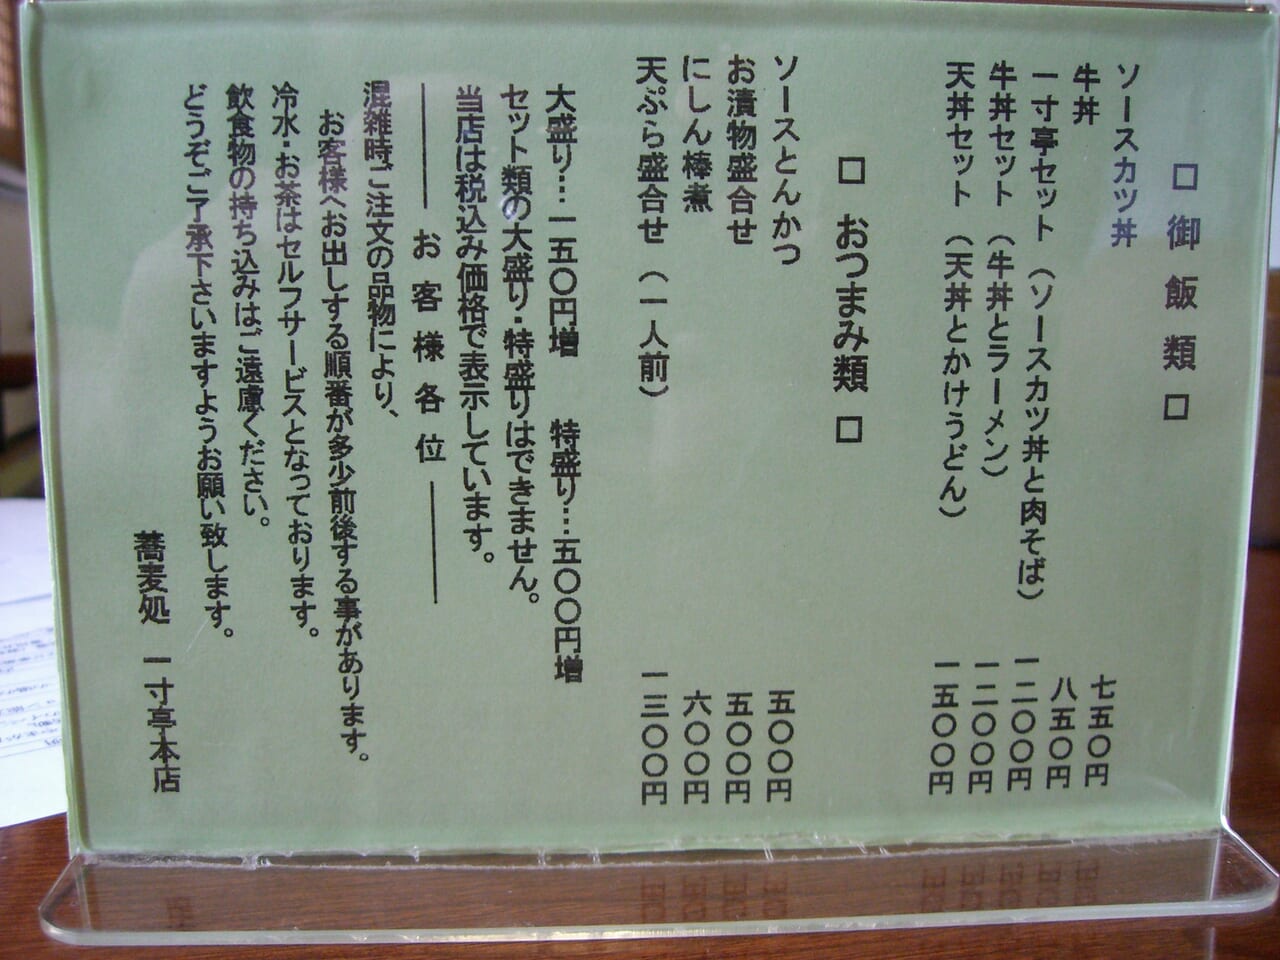 □御飯類□
ソースカツ丼 七五〇円
牛丼 八五〇円
一寸亭セット（ソースカツ丼と肉そば） 一二〇〇円
牛丼セット（牛丼とラーメン） 一二〇〇円
天丼セット（天丼とかけうどん） 一五〇〇円
□おつまみ類□
ソースとんかつ 五〇〇円
お漬物盛合せ 五〇〇円
にしん棒煮 六〇〇円
天ぷら盛合せ（一人前） 一三〇〇円
大盛り…一五〇円増 特盛り…五〇〇円増
セット類の大盛り・特盛りはできません。
当店は税込み価格で表示しています。
お客様各位
混雑時ご注文の品物により、
お客様へお出しする順番が多少前後する事があります。
冷水・お茶はセルフサービスとなっております。
飲食物の持ち込みはご遠慮ください。
どうぞご了承下さいますようお願い致します。
蕎麦処 一寸亭本店